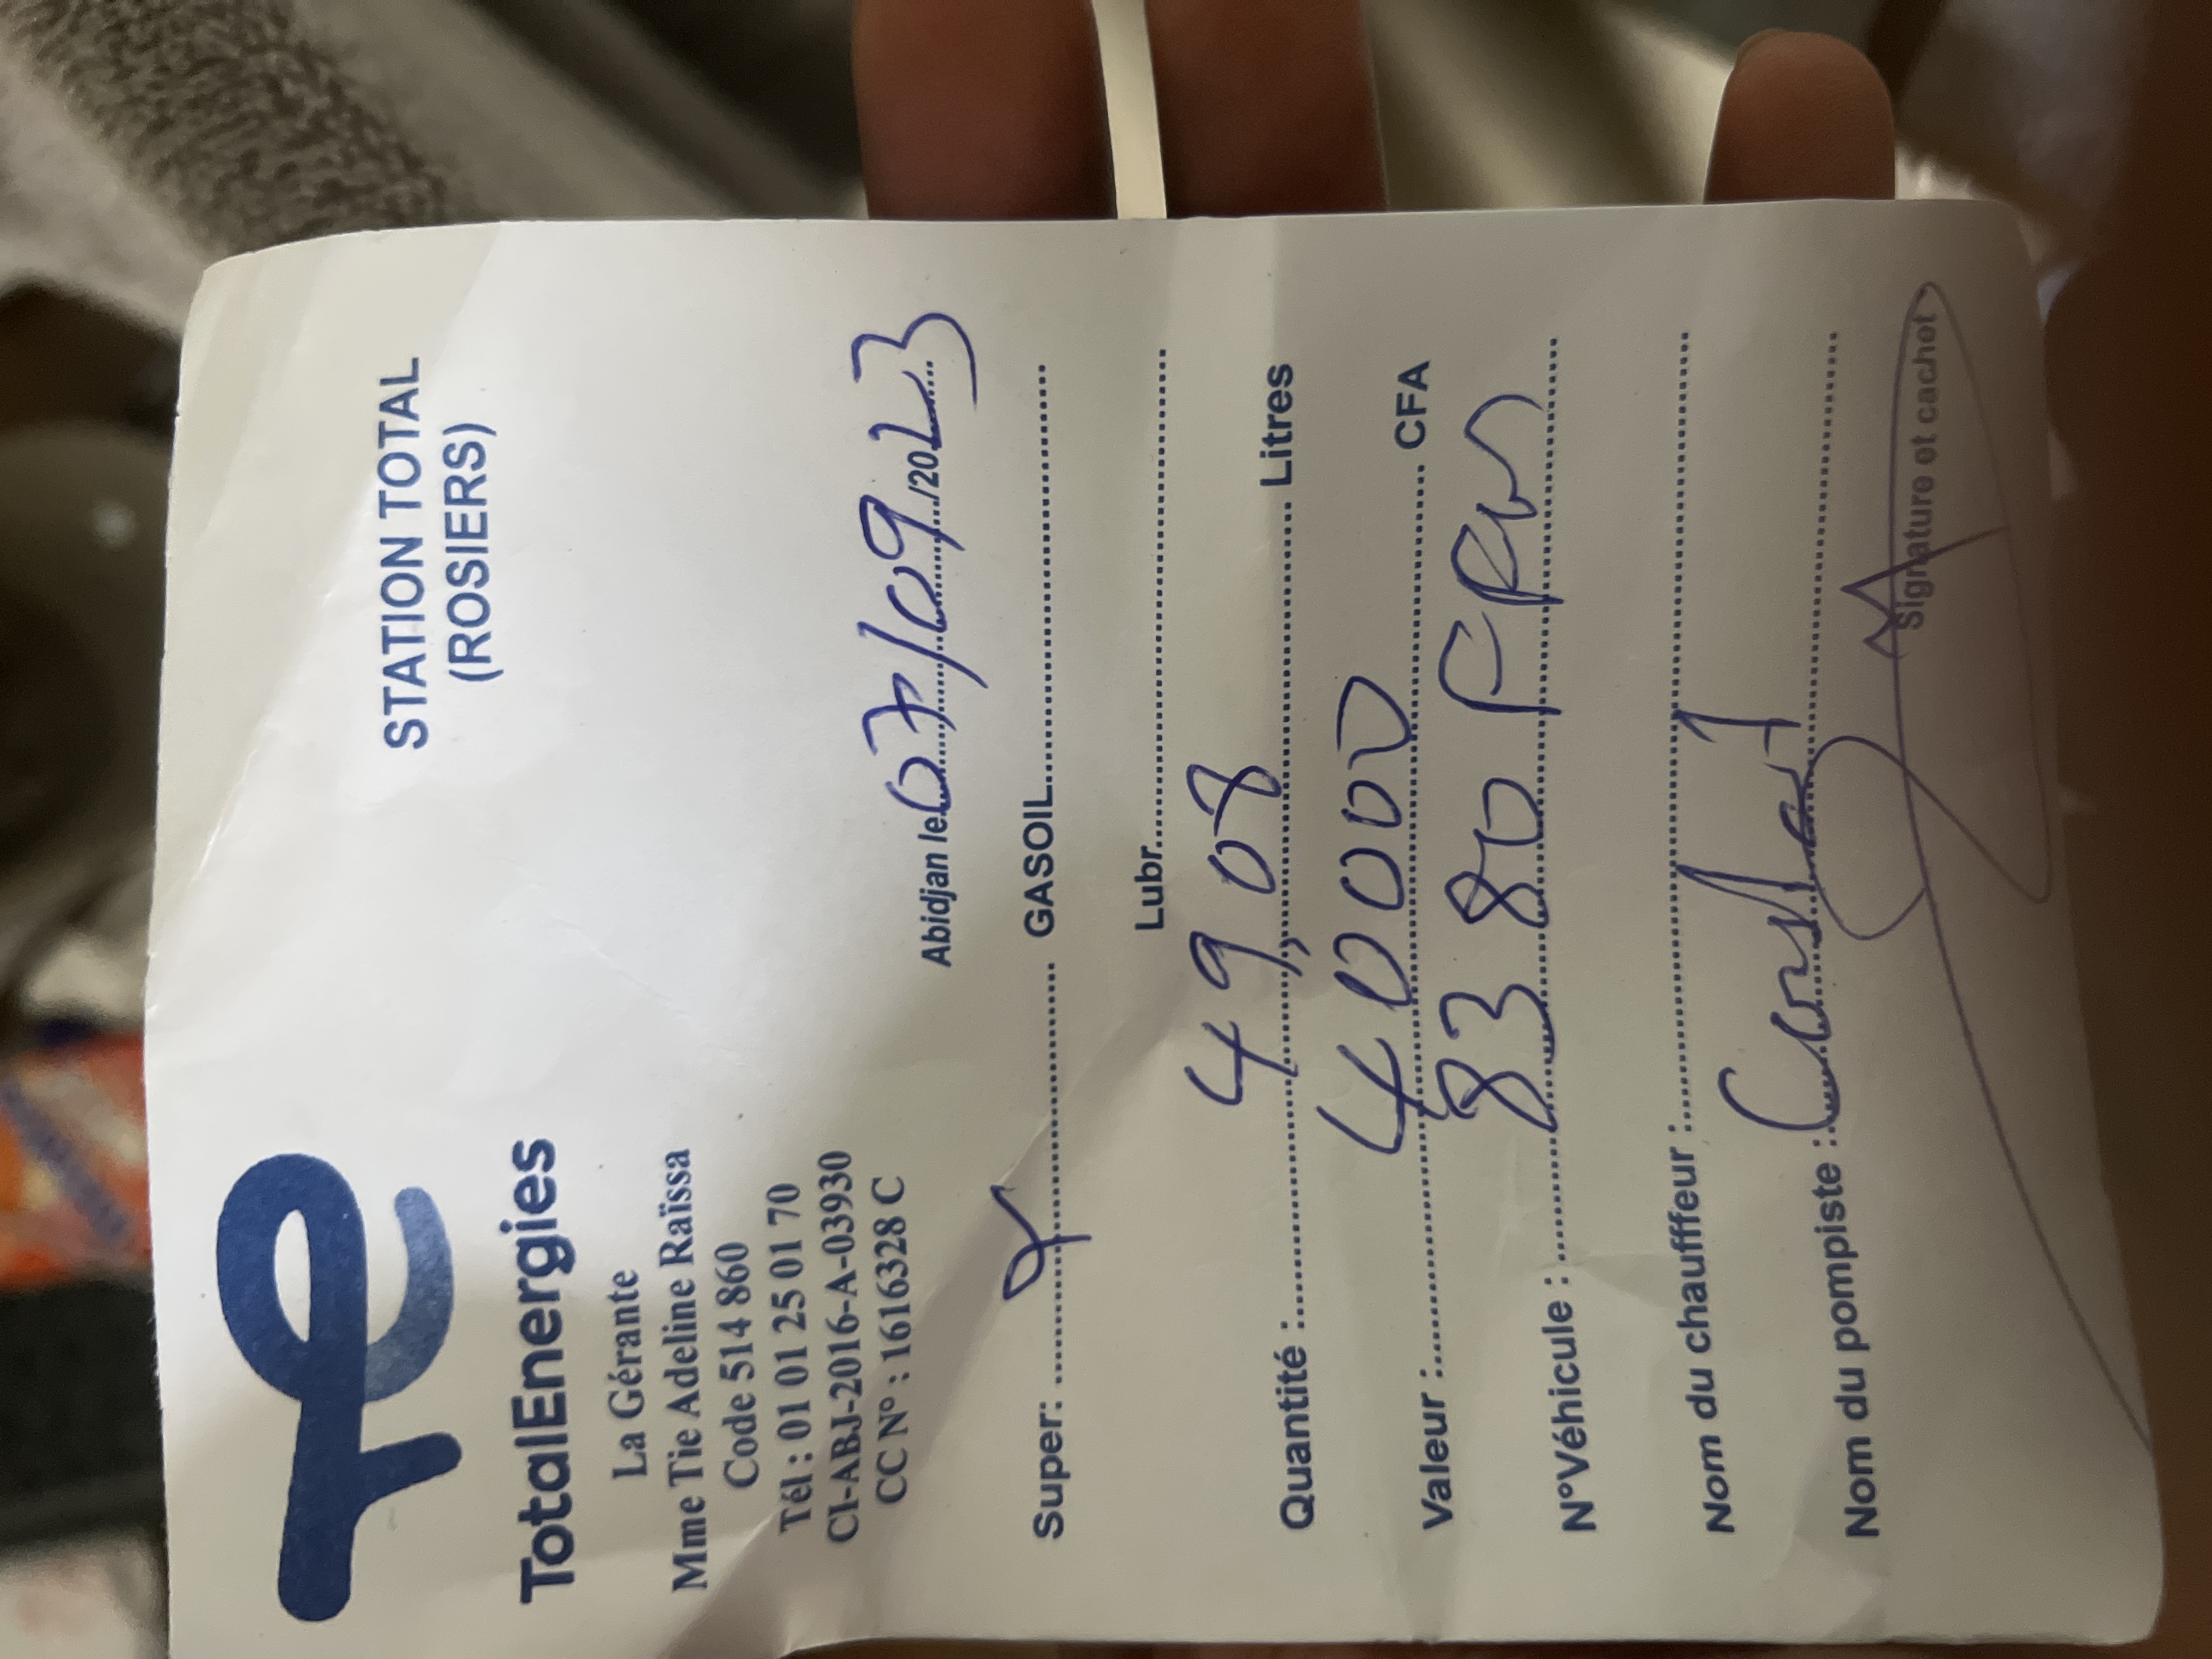 TotalEnergies
STATION TOTAL
(ROSIERS)
La Gérante
Mme Tie Adeline Raïssa
Code 514 860
Tél : 01 01 25 01 70
CI-ABJ-2016-A-03930
CC N° : 1616328 C
Abidjan le 07/09/2023
Super: GASOIL
Lubr
Quantité : 49,08 Litres
Valeur : 40000 CFA
N°Véhicule : 8380
Nom du chaufffeur :
Nom du pompiste : Constant
Signature et cachet